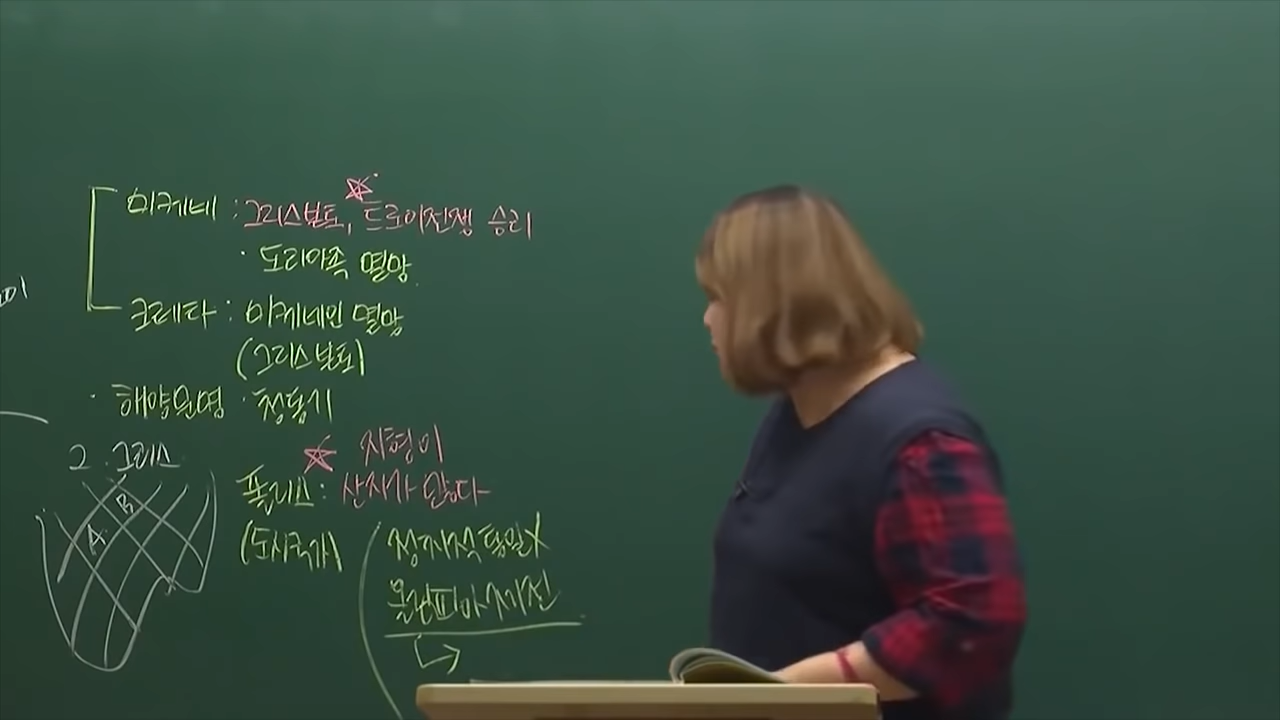 미케네 : 그리스본토, 트로이전쟁 승리
· 도리아족 멸망
크레타 : 미케네인 멸망
(그리스본토)
· 해양문명 · 청동기
2. 그리스
지형이
폴리스 : 산지가 많다
(도시국가)
정치적 통일X
올림피아 제전
A
B